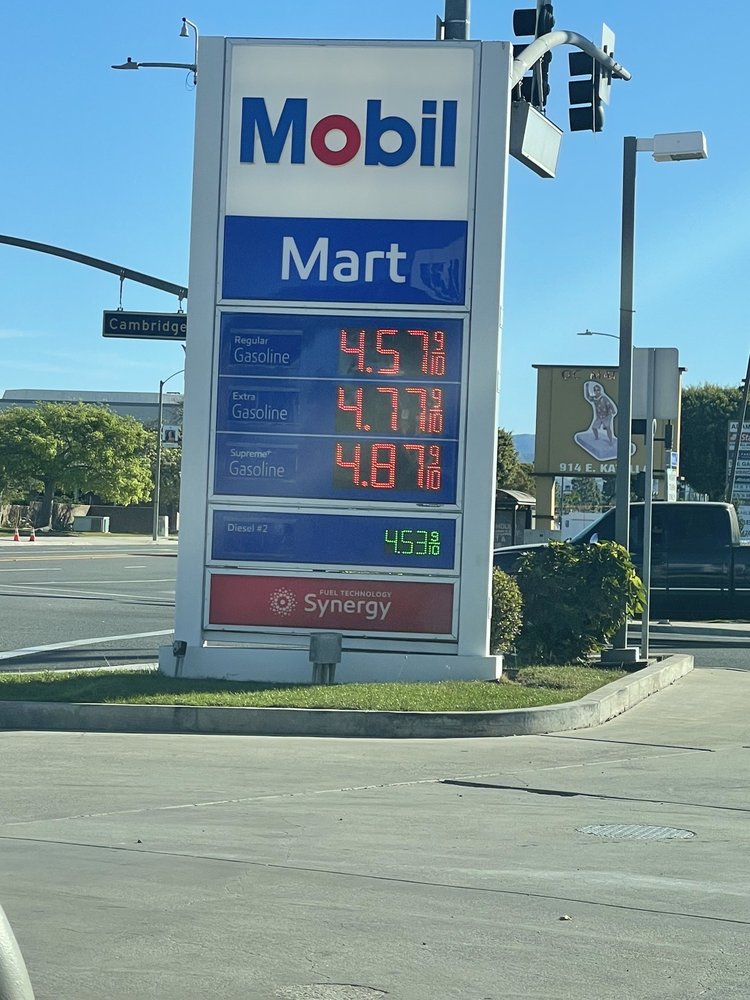 Mobil
Mart
Cambridge
Regular
Gasoline 4.57 9/10
Extra
Gasoline 4.77 9/10
Supreme+
Gasoline 4.87 9/10
Diesel #2 4.53 9/10
FUEL TECHNOLOGY
Synergy
914 E. KA